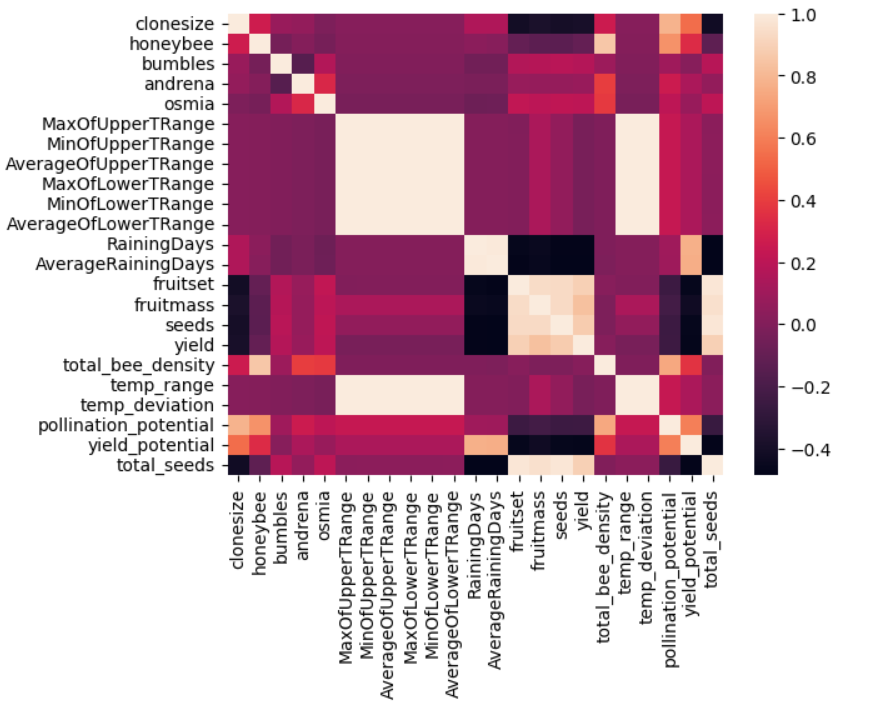 clonesize
honeybee
bumbles
andrena
osmia
MaxOfUpperTRange
MinOfUpperTRange
AverageOfUpperTRange
MaxOfLowerTRange
MinOfLowerTRange
AverageOfLowerTRange
RainingDays
AverageRainingDays
fruitset
fruitmass
seeds
yield
total_bee_density
temp_range
temp_deviation
pollination_potential
yield_potential
total_seeds
clonesize
honeybee
bumbles
andrena
osmia
MaxOfUpperTRange
MinOfUpperTRange
AverageOfUpperTRange
MaxOfLowerTRange
MinOfLowerTRange
AverageOfLowerTRange
RainingDays
AverageRainingDays
fruitset
fruitmass
seeds
yield
total_bee_density
temp_range
temp_deviation
pollination_potential
yield_potential
total_seeds
1.0
0.8
0.6
0.4
0.2
0.0
−0.2
−0.4